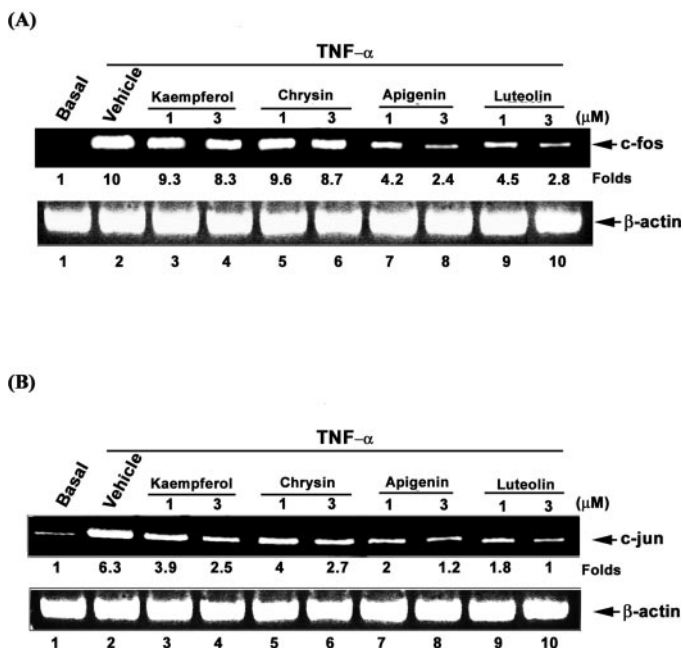 (A)
TNF–α
Basal Vehicle Kaempferol Chrysin Apigenin Luteolin
1 3 1 3 1 3 1 3 (μM)
c-fos
1 10 9.3 8.3 9.6 8.7 4.2 2.4 4.5 2.8 Folds
β-actin
1 2 3 4 5 6 7 8 9 10
(B)
TNF–α
Basal Vehicle Kaempferol Chrysin Apigenin Luteolin
1 3 1 3 1 3 1 3 (μM)
c-jun
1 6.3 3.9 2.5 4 2.7 2 1.2 1.8 1 Folds
β-actin
1 2 3 4 5 6 7 8 9 10